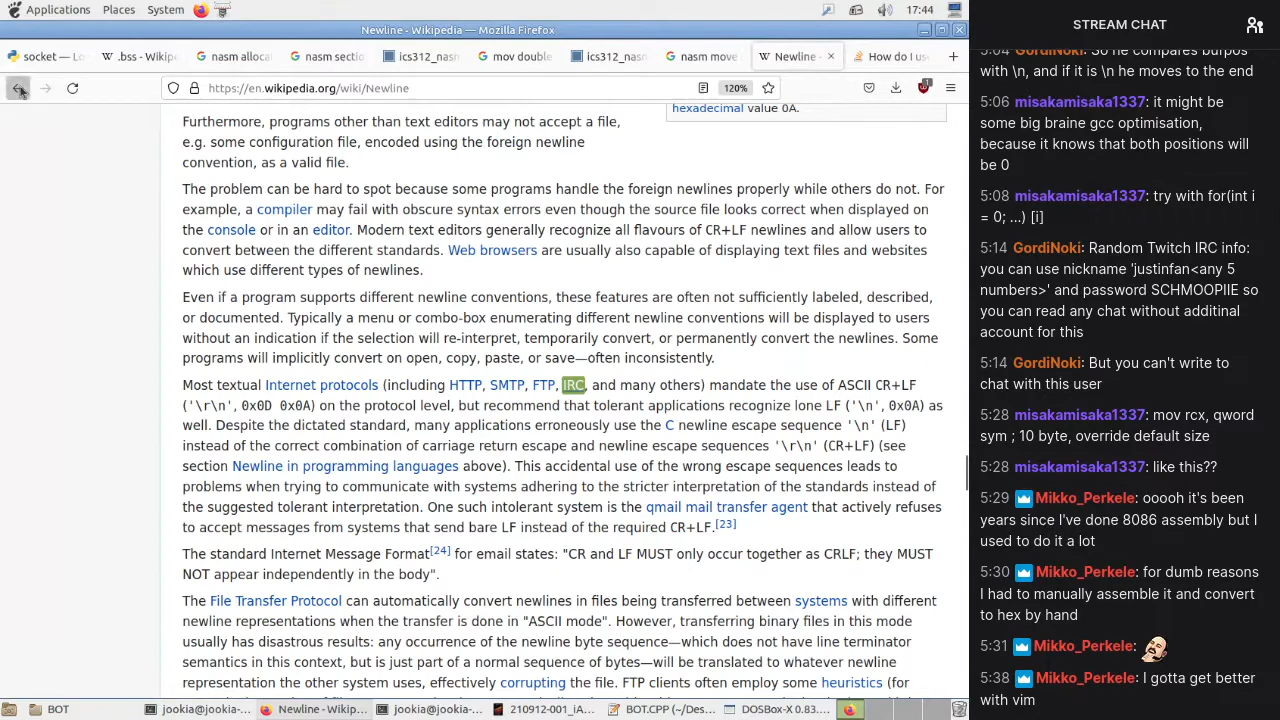 Applications Places System 17:44
Newline - Wikipedia — Mozilla Firefox
socket — Lo .bss - Wikipe nasm alloca nasm sectio ics312_nasm mov double ics312_nasm nasm move Newline - How do I us
https://en.wikipedia.org/wiki/Newline 120%
hexadecimal value 0A.
Furthermore, programs other than text editors may not accept a file,
e.g. some configuration file, encoded using the foreign newline
convention, as a valid file.
The problem can be hard to spot because some programs handle the foreign newlines properly while others do not. For
example, a compiler may fail with obscure syntax errors even though the source file looks correct when displayed on
the console or in an editor. Modern text editors generally recognize all flavours of CR+LF newlines and allow users to
convert between the different standards. Web browsers are usually also capable of displaying text files and websites
which use different types of newlines.
Even if a program supports different newline conventions, these features are often not sufficiently labeled, described,
or documented. Typically a menu or combo-box enumerating different newline conventions will be displayed to users
without an indication if the selection will re-interpret, temporarily convert, or permanently convert the newlines. Some
programs will implicitly convert on open, copy, paste, or save—often inconsistently.
Most textual Internet protocols (including HTTP, SMTP, FTP, IRC, and many others) mandate the use of ASCII CR+LF
('\r\n', 0x0D 0x0A) on the protocol level, but recommend that tolerant applications recognize lone LF ('\n', 0x0A) as
well. Despite the dictated standard, many applications erroneously use the C newline escape sequence '\n' (LF)
instead of the correct combination of carriage return escape and newline escape sequences '\r\n' (CR+LF) (see
section Newline in programming languages above). This accidental use of the wrong escape sequences leads to
problems when trying to communicate with systems adhering to the stricter interpretation of the standards instead of
the suggested tolerant interpretation. One such intolerant system is the qmail mail transfer agent that actively refuses
to accept messages from systems that send bare LF instead of the required CR+LF.[23]
The standard Internet Message Format[24] for email states: "CR and LF MUST only occur together as CRLF; they MUST
NOT appear independently in the body".
The File Transfer Protocol can automatically convert newlines in files being transferred between systems with different
newline representations when the transfer is done in "ASCII mode". However, transferring binary files in this mode
usually has disastrous results: any occurrence of the newline byte sequence—which does not have line terminator
semantics in this context, but is just part of a normal sequence of bytes—will be translated to whatever newline
representation the other system uses, effectively corrupting the file. FTP clients often employ some heuristics (for
BOT jookia@jookia-... Newline - Wikip... jookia@jookia-... 210912-001_iA... BOT.CPP (~/Des... DOSBox-X 0.83....
STREAM CHAT
5:04 GordiNoki: So he compares bufpos
with \n, and if it is \n he moves to the end
5:06 misakamisaka1337: it might be
some big braine gcc optimisation,
because it knows that both positions will
be 0
5:08 misakamisaka1337: try with for(int i
= 0; ...) [i]
5:14 GordiNoki: Random Twitch IRC info:
you can use nickname 'justinfan<any 5
numbers>' and password SCHMOOPIIE so
you can read any chat without additinal
account for this
5:14 GordiNoki: But you can't write to
chat with this user
5:28 misakamisaka1337: mov rcx, qword
sym ; 10 byte, override default size
5:28 misakamisaka1337: like this??
5:29 Mikko_Perkele: ooooh it's been
years since I've done 8086 assembly but I
used to do it a lot
5:30 Mikko_Perkele: for dumb reasons
I had to manually assemble it and convert
to hex by hand
5:31 Mikko_Perkele:
5:38 Mikko_Perkele: I gotta get better
with vim